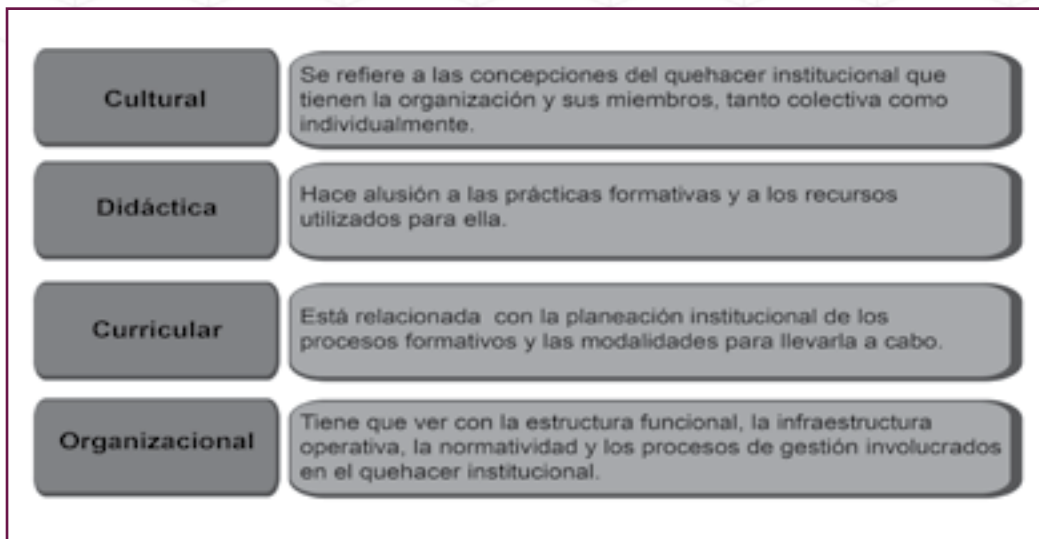 Cultural
Se refiere a las concepciones del quehacer institucional que
tienen la organización y sus miembros, tanto colectiva como
individualmente.
Didáctica
Hace alusión a las prácticas formativas y a los recursos
utilizados para ella.
Curricular
Está relacionada con la planeación institucional de los
procesos formativos y las modalidades para llevarla a cabo.
Organizacional
Tiene que ver con la estructura funcional, la infraestructura
operativa, la normatividad y los procesos de gestión involucrados
en el quehacer institucional.